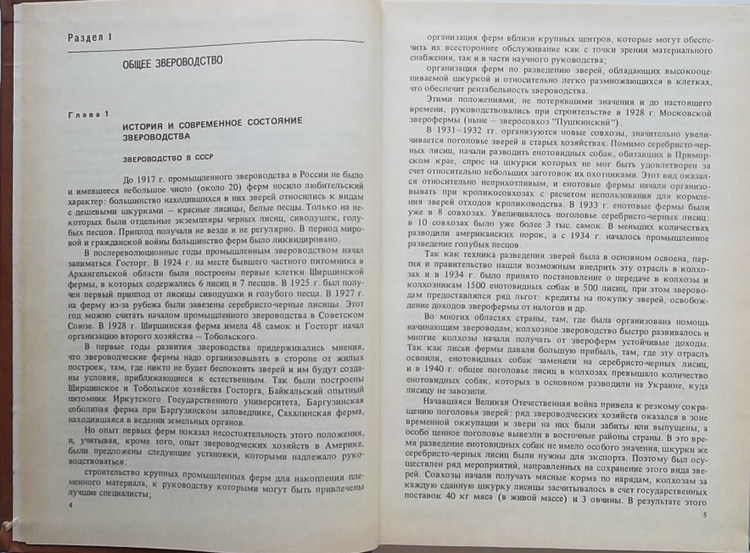 Раздел 1
ОБЩЕЕ ЗВЕРОВОДСТВО
Глава 1
ИСТОРИЯ И СОВРЕМЕННОЕ СОСТОЯНИЕ
ЗВЕРОВОДСТВА
ЗВЕРОВОДСТВО В СССР
До 1917 г. промышленного звероводства в России не было
и имевшееся небольшое число (около 20) ферм носило любительский
характер: большинство находившихся в них зверей относились к видам
с дешевыми шкурками — красные лисицы, белые песцы. Только на не-
которых были отдельные экземпляры черных лисиц, сиводушек, голу-
бых песцов. Приплод получали не везде и не регулярно. В период миро-
вой и гражданской войны большинство ферм было ликвидировано.
В послереволюционные годы промышленным звероводством начал
заниматься Госторг. В 1924 г. на месте бывшего частного питомника в
Архангельской области были построены первые клетки Ширшинской
фермы, в которых содержались 6 лисиц и 7 песцов. В 1925 г. был полу-
чен первый приплод от лисицы сиводушки и голубого песца. В 1927 г.
на ферму из-за рубежа были завезены серебристо-черные лисицы. Этот
год можно считать началом промышленного звероводства в Советском
Союзе. В 1928 г. Ширшинская ферма имела 48 самок и Госторг начал
организацию второго хозяйства — Тобольского.
В первые годы развития звероводства придерживались мнения,
что звероводческие фермы надо организовывать в стороне от жилых
построек, там, где никто не будет беспокоить зверей и им будут созда-
ны условия, приближающиеся к естественным. Так были построены
Ширшинское и Тобольское хозяйства Госторга, Байкальский опытный
питомник Иркутского Государственного университета, Баргузинская
соболиная ферма при Баргузинском заповеднике, Сахалинская ферма,
находившаяся в ведении земельных органов.
Но опыт первых ферм показал несостоятельность этого положения,
и, учитывая, кроме того, опыт звероводческих хозяйств в Америке,
были предложены следующие установки, которыми надлежало руко-
водствоваться:
строительство крупных промышленных ферм для накопления пле-
менного материала, к руководству которыми могут быть привлечены
лучшие специалисты;
4
организация ферм вблизи крупных центров, которые могут обеспе-
чить их всестороннее обслуживание как с точки зрения материального
снабжения, так и в части научного руководства;
организация ферм по разведению зверей, обладающих высокооце-
ниваемой шкуркой и относительно легко размножающихся в клетках,
что обеспечит рентабельность звероводства.
Этими положениями, не потерявшими значения и до настоящего
времени, руководствовались при строительстве в 1928 г. Московской
зверофермы (ныне — зверосовхоз "Пушкинский").
В 1931—1932 гг. организуются новые совхозы, значительно увели-
чивается поголовье зверей в старых хозяйствах. Помимо серебристо-чер-
ных лисиц, начали разводить енотовидных собак, обитавших в Примор-
ском крае, спрос на шкурки которых не мог быть удовлетворен за
счет относительно небольших заготовок их охотниками. Этот вид оказал-
ся относительно неприхотливым, и енотовые фермы начали организо-
вывать при кролиководсовхозах с расчетом использования для кормле-
ния зверей отходов кролиководства. В 1933 г. енотовые фермы были
уже в 8 совхозах. Увеличивалось поголовье серебристо-черных лисиц:
в 10 совхозах было уже более 3 тыс. самок. В меньших количествах
разводили американских норок, а с 1934 г. началось промышленное
разведение голубых песцов.
Так как техника разведения зверей была в основном освоена, пар-
тия и правительство нашли возможным внедрить эту отрасль в колхо-
зах и в 1934 г. было принято постановление о передаче в колхозы и
колхозникам 1500 енотовидных собак и 500 лисиц, при этом зверово-
дам предоставлялся ряд льгот: кредиты на покупку зверей, освобож-
дение доходов зверофермы от налогов и др.
Во многих областях страны, там, где была организована помощь
начинающим звероводам, колхозное звероводство быстро развивалось и
многие колхозы начали получать от звероферм устойчивые доходы.
Так как лисьи фермы давали большую прибыль, там, где эту отрасль
освоили, енотовидных собак заменяли на серебристо-черных лисиц,
и в 1940 г. общее поголовье лисиц в колхозах превышало количество
енотовидных собак, которых в основном разводили на Украине, куда
лисицу не завозили.
Начавшаяся Великая Отечественная война привела к резкому сокра-
щению поголовья зверей: ряд звероводческих хозяйств оказался в зоне
временной оккупации и звери на них были забиты или выпущены, а
особо ценное поголовье вывезли в восточные районы страны. В это вре-
мя разведение енотовидных собак не имело особого значения, шкурки же
серебристо-черных лисиц были нужны для экспорта. Поэтому был осу-
ществлен ряд мероприятий, направленных на сохранение этого вида зве-
рей. Совхозы начали получать мясные корма по нарядам, колхозам за
каждую сданную шкурку лисицы засчитывалось в счет государственных
поставок 40 кг мяса (в живой массе) и 3 овчины. В результате этого
5